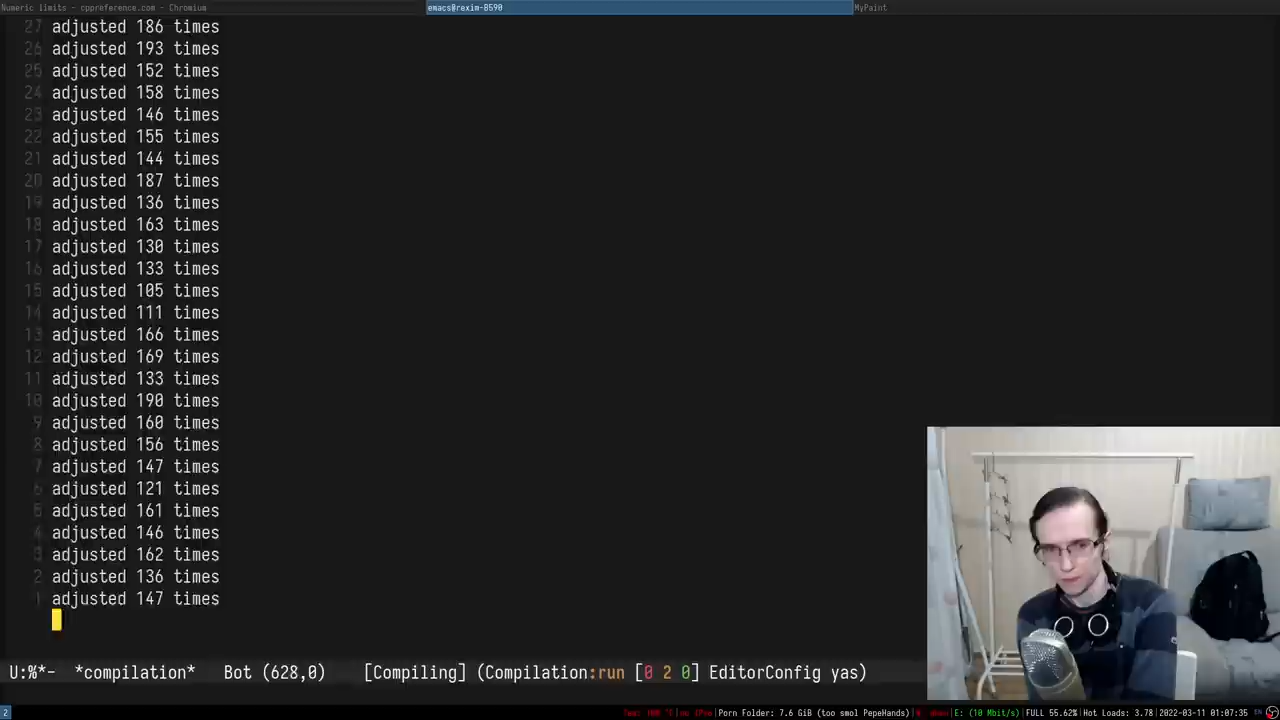 Numeric limits - cppreference.com - Chromium
emacs@rexim-B590
MyPaint
27 adjusted 186 times
26 adjusted 193 times
25 adjusted 152 times
24 adjusted 158 times
23 adjusted 146 times
22 adjusted 155 times
21 adjusted 144 times
20 adjusted 187 times
19 adjusted 136 times
18 adjusted 163 times
17 adjusted 130 times
16 adjusted 133 times
15 adjusted 105 times
14 adjusted 111 times
13 adjusted 166 times
12 adjusted 169 times
11 adjusted 133 times
10 adjusted 190 times
9 adjusted 160 times
8 adjusted 156 times
7 adjusted 147 times
6 adjusted 121 times
5 adjusted 161 times
4 adjusted 146 times
3 adjusted 162 times
2 adjusted 136 times
1 adjusted 147 times
U:%*- *compilation* Bot (628,0) [Compiling] (Compilation:run [0 2 0] EditorConfig yas)
2
Porn Folder: 7.6 GiB (too smol PepeHands)
E: (10 Mbit/s)|FULL 55.62%|Hot Loads: 3.78|2022-03-11 01:07:35
EN